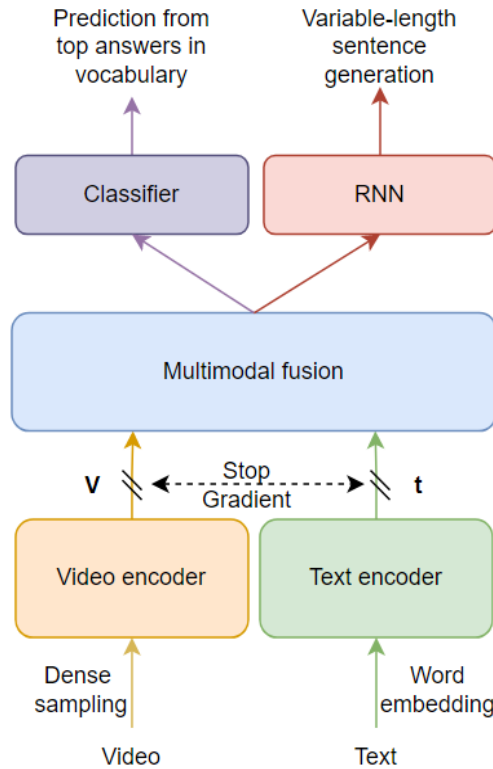 Prediction from
top answers in
vocabulary
Variable-length
sentence
generation
Classifier
RNN
Multimodal fusion
V
Stop
Gradient
t
Video encoder
Text encoder
Dense
sampling
Word
embedding
Video
Text